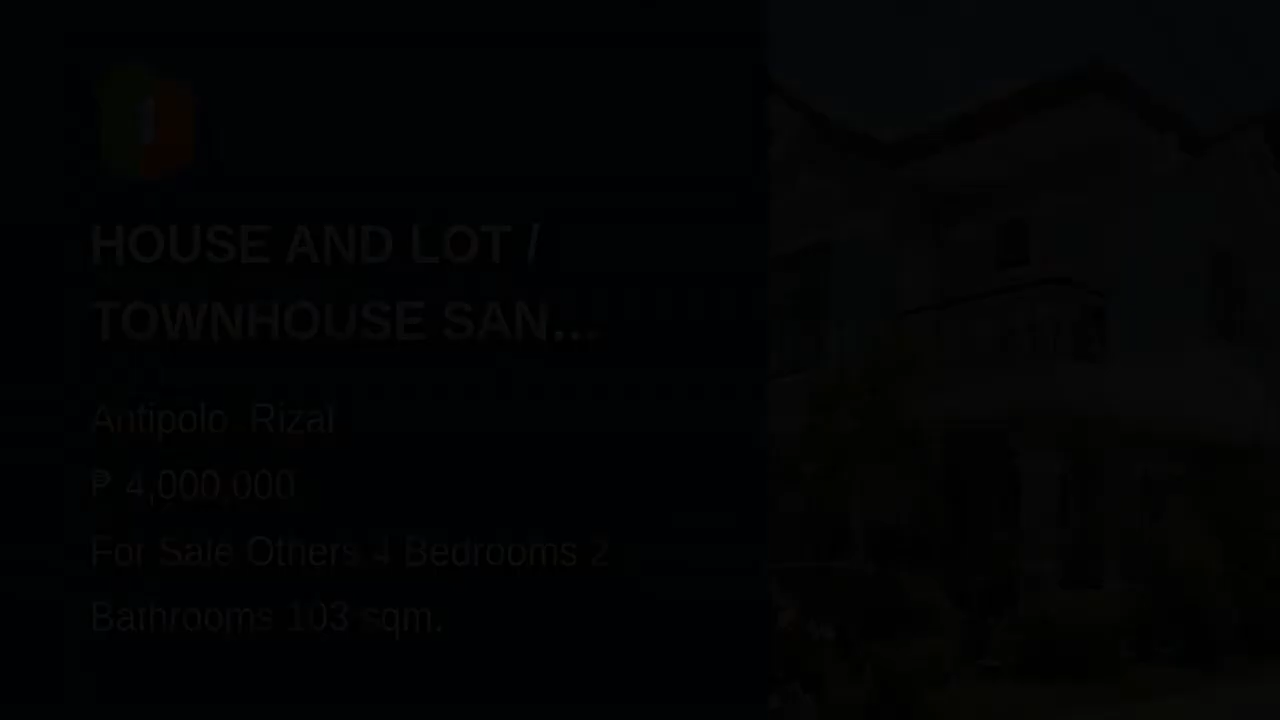 HOUSE AND LOT /
TOWNHOUSE SAN...
Antipolo, Rizal
₱ 4,000,000
For Sale Others 4 Bedrooms 2
Bathrooms 103 sqm.